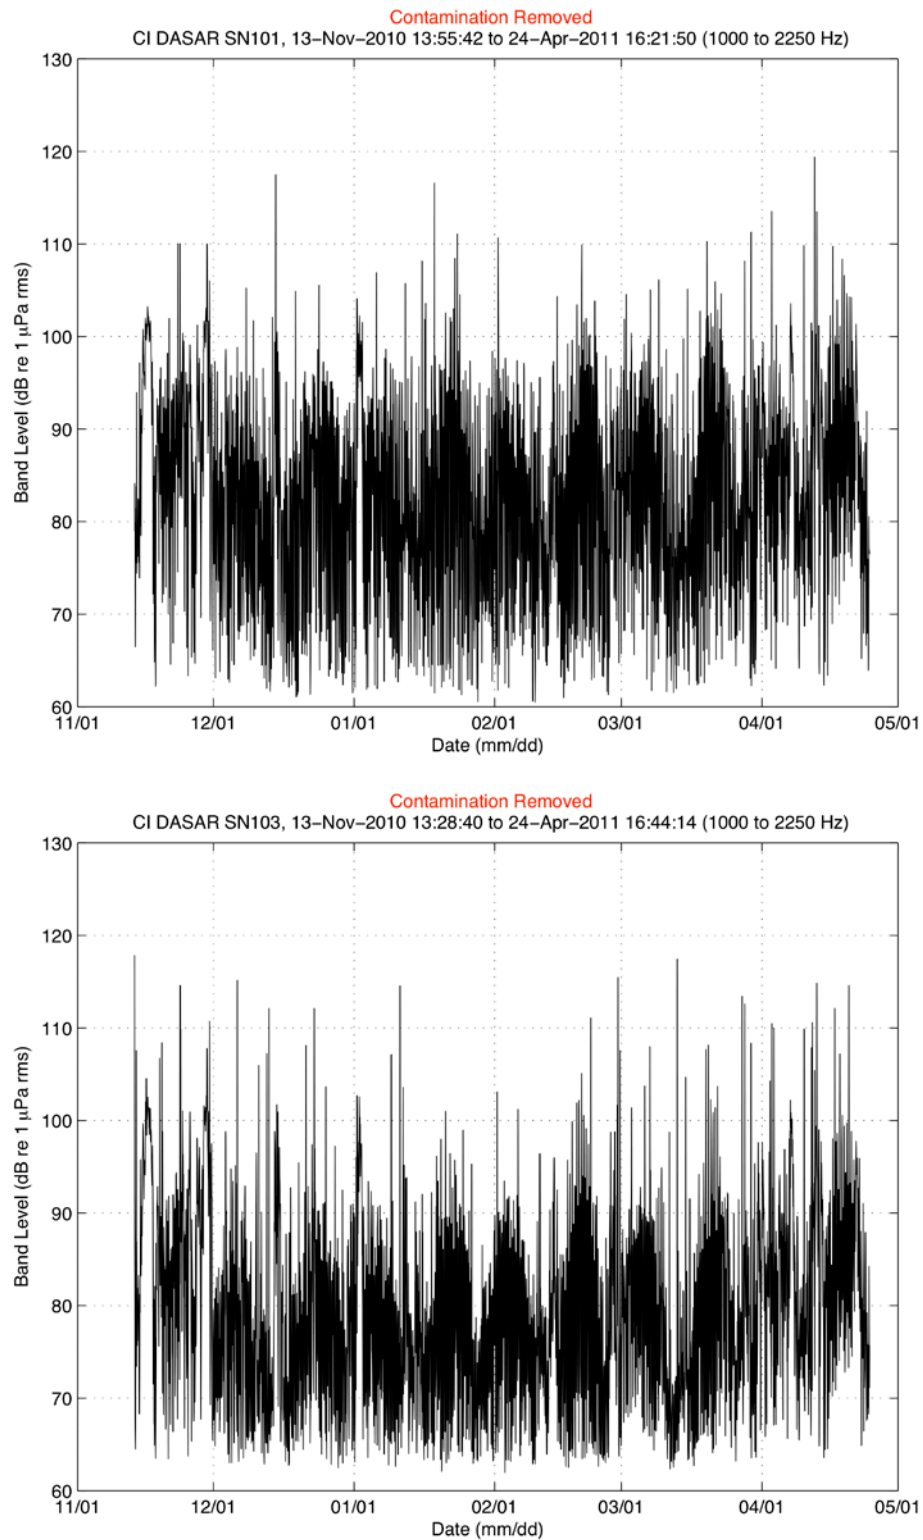 Contamination Removed
CI DASAR SN101, 13−Nov−2010 13:55:42 to 24−Apr−2011 16:21:50 (1000 to 2250 Hz)
130
120
110
100
90
80
70
60
Band Level (dB re 1 μPa rms)
11/01 12/01 01/01 02/01 03/01 04/01 05/01
Date (mm/dd)
Contamination Removed
CI DASAR SN103, 13−Nov−2010 13:28:40 to 24−Apr−2011 16:44:14 (1000 to 2250 Hz)
130
120
110
100
90
80
70
60
Band Level (dB re 1 μPa rms)
11/01 12/01 01/01 02/01 03/01 04/01 05/01
Date (mm/dd)